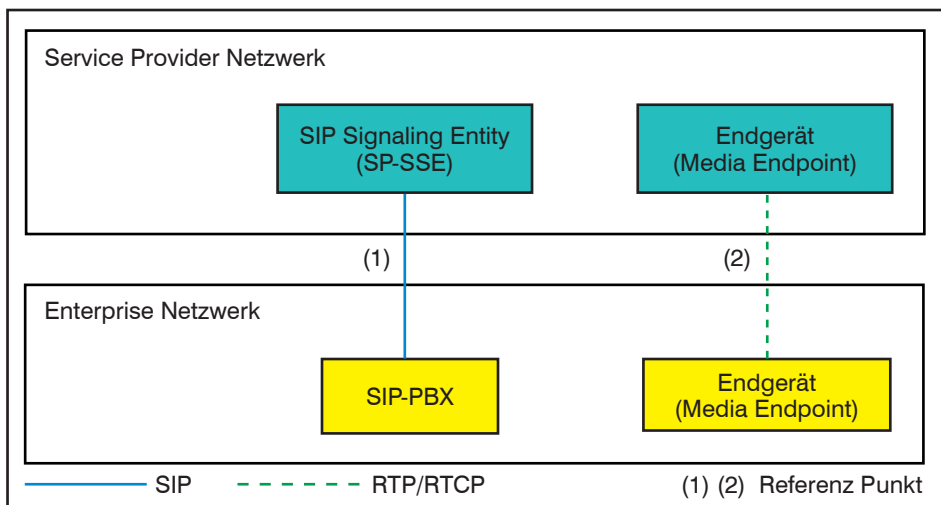 Service Provider Netzwerk
SIP Signaling Entity
(SP-SSE)
Endgerät
(Media Endpoint)
(1)
(2)
Enterprise Netzwerk
SIP-PBX
Endgerät
(Media Endpoint)
SIP
RTP/RTCP
(1) (2) Referenz Punkt